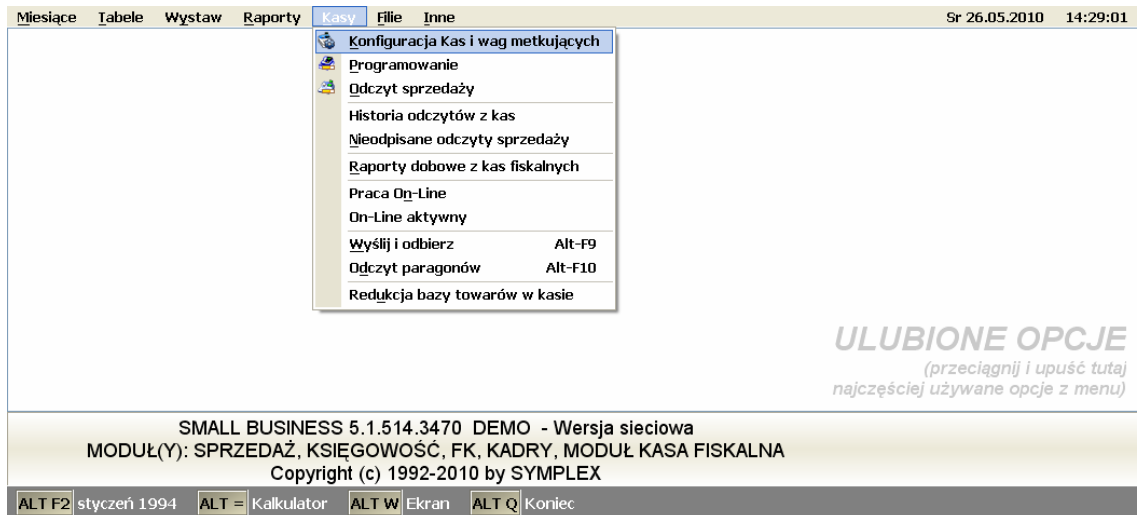 Miesiące Tabele Wystaw Raporty Kasy Filie Inne Sr 26.05.2010 14:29:01
Konfiguracja Kas i wag metkujących
Programowanie
Odczyt sprzedaży
Historia odczytów z kas
Nieodpisane odczyty sprzedaży
Raporty dobowe z kas fiskalnych
Praca On-Line
On-Line aktywny
Wyślij i odbierz Alt-F9
Odczyt paragonów Alt-F10
Redukcja bazy towarów w kasie
ULUBIONE OPCJE
(przeciągnij i upuść tutaj
najczęściej używane opcje z menu)
SMALL BUSINESS 5.1.514.3470 DEMO - Wersja sieciowa
MODUŁ(Y): SPRZEDAŻ, KSIĘGOWOŚĆ, FK, KADRY, MODUŁ KASA FISKALNA
Copyright (c) 1992-2010 by SYMPLEX
ALT F2 styczeń 1994 ALT = Kalkulator ALT W Ekran ALT Q Koniec